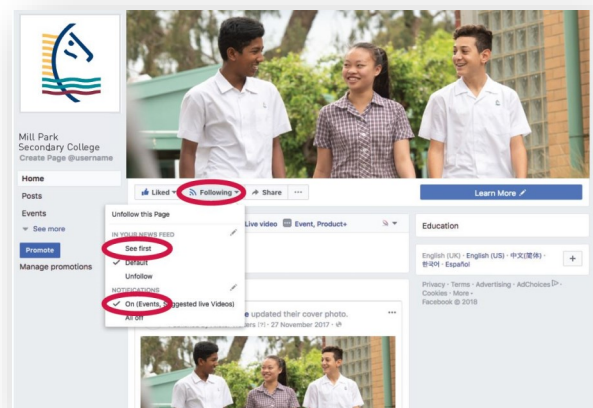 Mill Park
Secondary College
Create Page @username
Home
Posts
Events
See more
Promote
Manage promotions
Liked
Following
Share
Learn More
Unfollow this Page
IN YOUR NEWS FEED
See first
Default
Unfollow
NOTIFICATIONS
On (Events, Suggested live Videos)
All off
Live video
Event, Product+
updated their cover photo.
27 November 2017
Education
English (UK) · English (US) · 中文(简体) ·
한국어 · Español
Privacy · Terms · Advertising · AdChoices
Cookies · More
Facebook © 2018